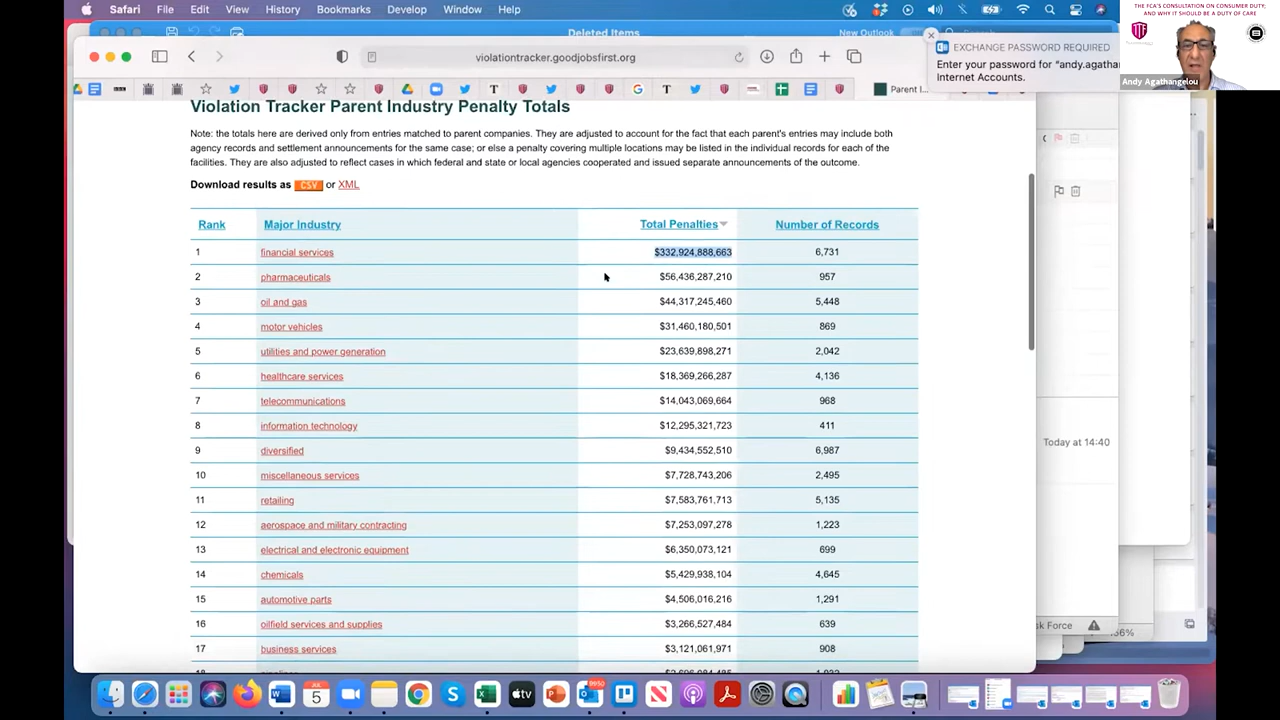 Safari File Edit View History Bookmarks Develop Window Help
THE FCA'S CONSULTATION ON CONSUMER DUTY;
AND WHY IT SHOULD BE A DUTY OF CARE
Deleted Items
New Outlook
violationtracker.goodjobsfirst.org
EXCHANGE PASSWORD REQUIRED
Enter your password for "andy.agathan
Internet Accounts.
Andy Agathangelou
Parent I...
Violation Tracker Parent Industry Penalty Totals
Note: the totals here are derived only from entries matched to parent companies. They are adjusted to account for the fact that each parent's entries may include both
agency records and settlement announcements for the same case; or else a penalty covering multiple locations may be listed in the individual records for each of the
facilities. They are also adjusted to reflect cases in which federal and state or local agencies cooperated and issued separate announcements of the outcome.
Download results as CSV or XML
Rank Major Industry Total Penalties Number of Records
1 financial services $332,924,888,663 6,731
2 pharmaceuticals $56,436,287,210 957
3 oil and gas $44,317,245,460 5,448
4 motor vehicles $31,460,180,501 869
5 utilities and power generation $23,639,898,271 2,042
6 healthcare services $18,369,266,287 4,136
7 telecommunications $14,043,069,664 968
8 information technology $12,295,321,723 411
9 diversified $9,434,552,510 6,987
10 miscellaneous services $7,728,743,206 2,495
11 retailing $7,583,761,713 5,135
12 aerospace and military contracting $7,253,097,278 1,223
13 electrical and electronic equipment $6,350,073,121 699
14 chemicals $5,429,938,104 4,645
15 automotive parts $4,506,016,216 1,291
16 oilfield services and supplies $3,266,527,484 639
17 business services $3,121,061,971 908
Today at 14:40
sk Force
JUL
5
9950
tv